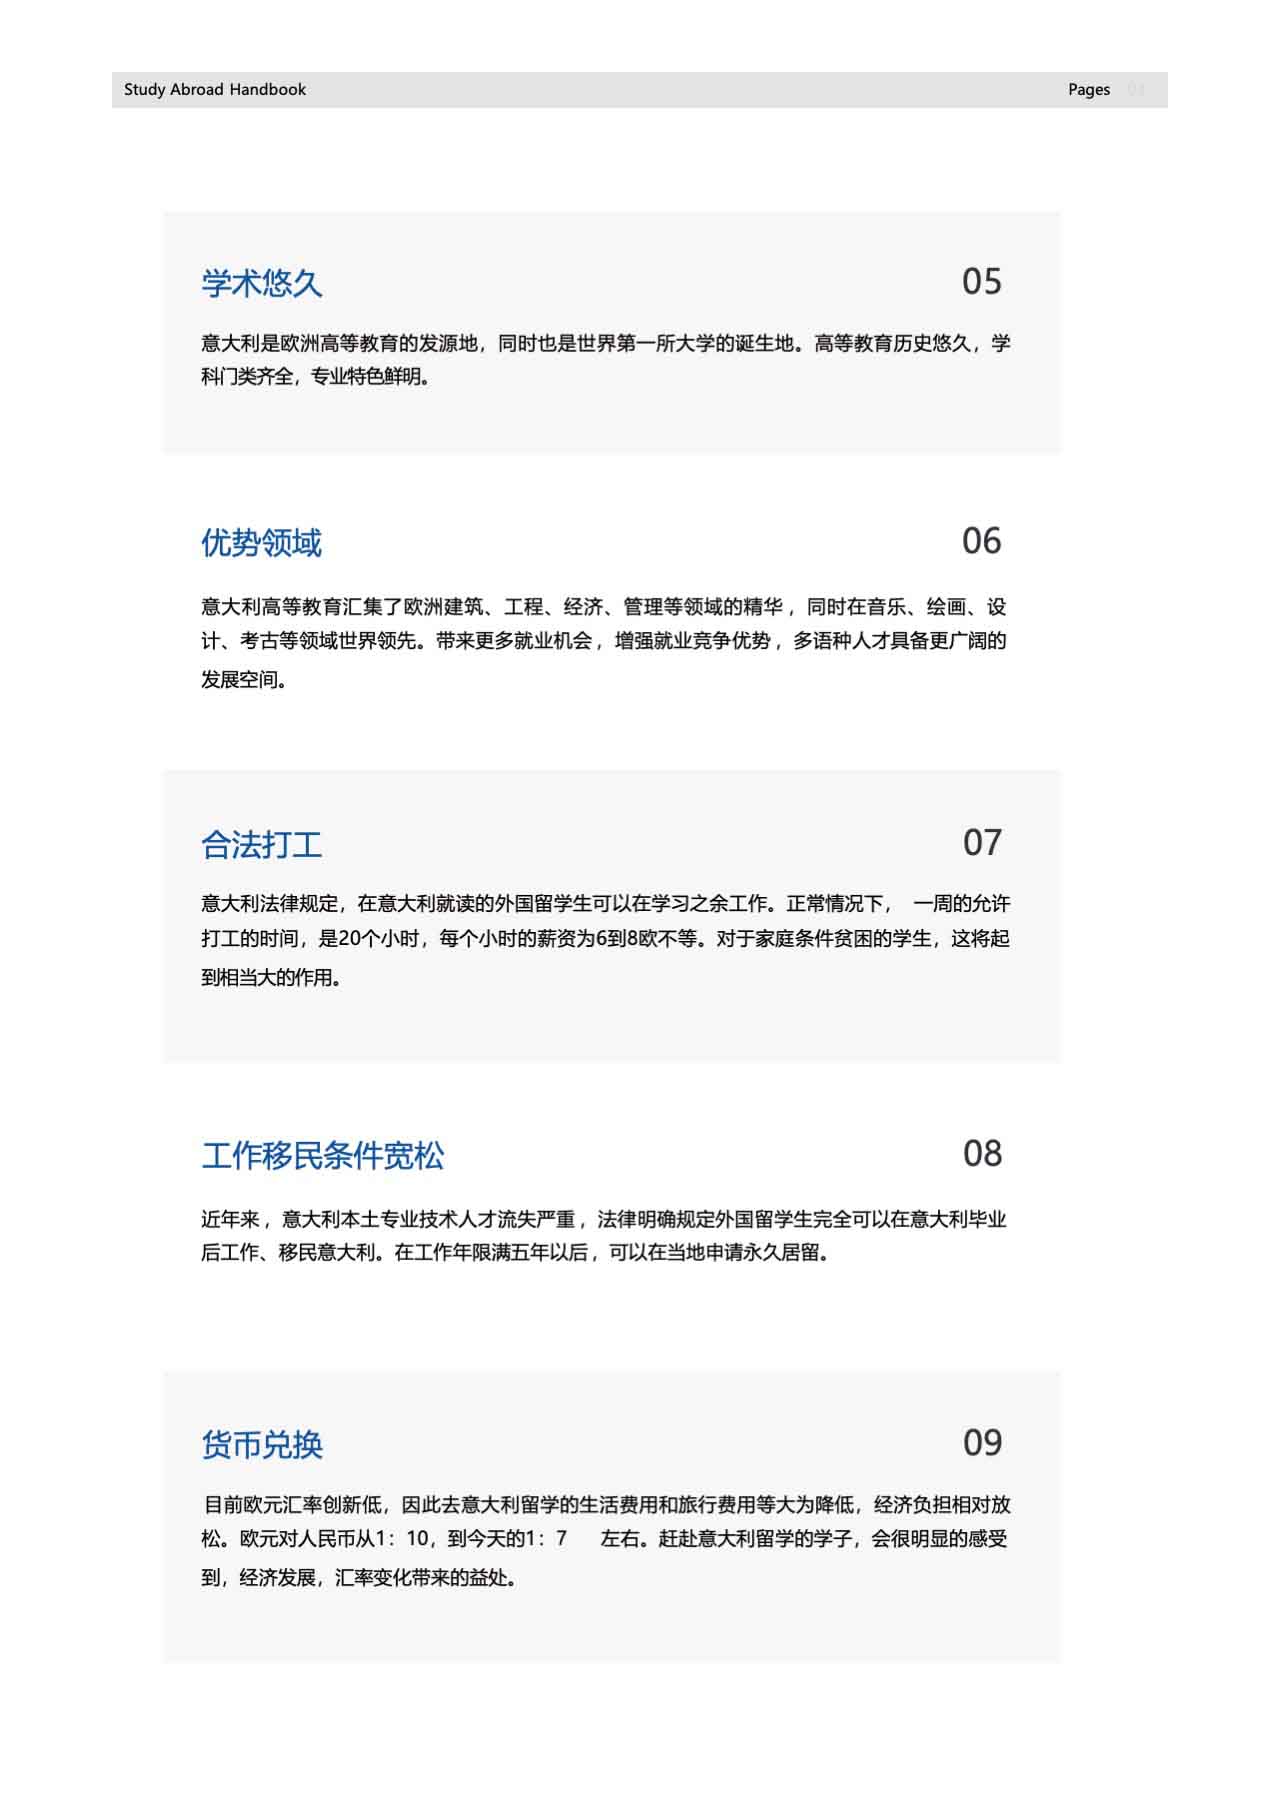 Study Abroad Handbook
Pages
学术悠久
05
意大利是欧洲高等教育的发源地，同时也是世界第一所大学的诞生地。高等教育历史悠久，学
科门类齐全，专业特色鲜明。
优势领域
06
意大利高等教育汇集了欧洲建筑、工程、经济、管理等领域的精华，同时在音乐、绘画、设
计、考古等领域世界领先。带来更多就业机会，增强就业竞争优势，多语种人才具备更广阔的
发展空间。
合法打工
07
意大利法律规定，在意大利就读的外国留学生可以在学习之余工作。正常情况下， 一周的允许
打工的时间，是20个小时，每个小时的薪资为6到8欧不等。对于家庭条件贫困的学生，这将起
到相当大的作用。
工作移民条件宽松
08
近年来，意大利本土专业技术人才流失严重，法律明确规定外国留学生完全可以在意大利毕业
后工作、移民意大利。在工作年限满五年以后，可以在当地申请永久居留。
货币兑换
09
目前欧元汇率创新低，因此去意大利留学的生活费用和旅行费用等大为降低，经济负担相对放
松。欧元对人民币从1：10，到今天的1：7 左右。赶赴意大利留学的学子，会很明显的感受
到，经济发展，汇率变化带来的益处。